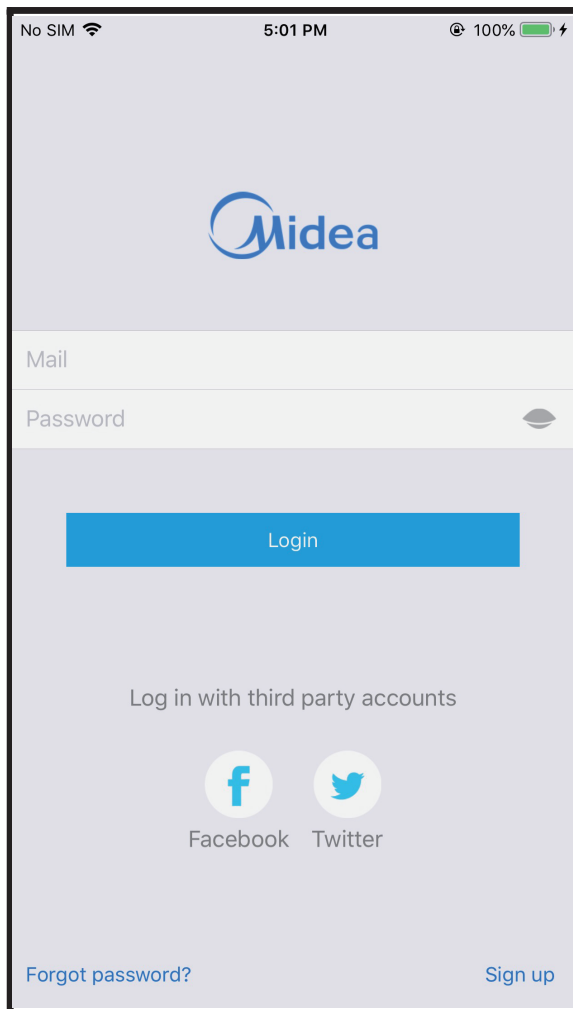 No SIM 5:01 PM 100%
Midea
Mail
Password
Login
Log in with third party accounts
Facebook Twitter
Forgot password? Sign up